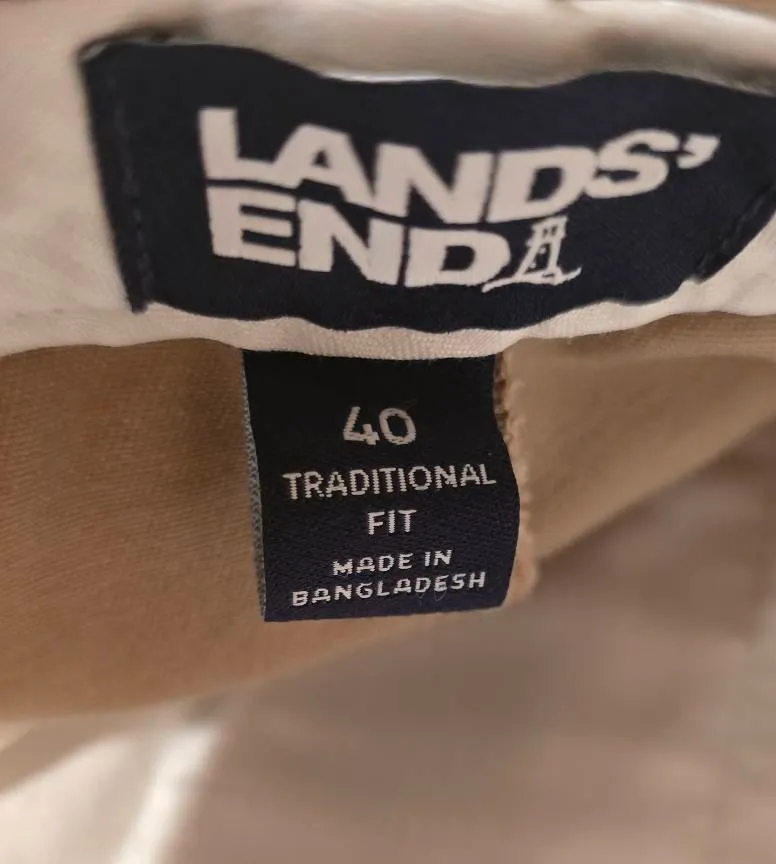 LANDS'
END
40
TRADITIONAL
FIT
MADE IN
BANGLADESH